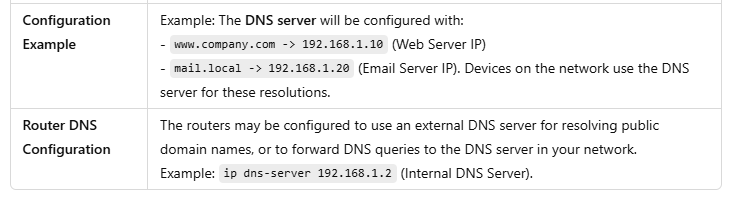 Configuration Example: The DNS server will be configured with:
Example - www.company.com -> 192.168.1.10 (Web Server IP)
- mail.local -> 192.168.1.20 (Email Server IP). Devices on the network use the DNS
server for these resolutions.
Router DNS The routers may be configured to use an external DNS server for resolving public
Configuration domain names, or to forward DNS queries to the DNS server in your network.
Example: ip dns-server 192.168.1.2 (Internal DNS Server).